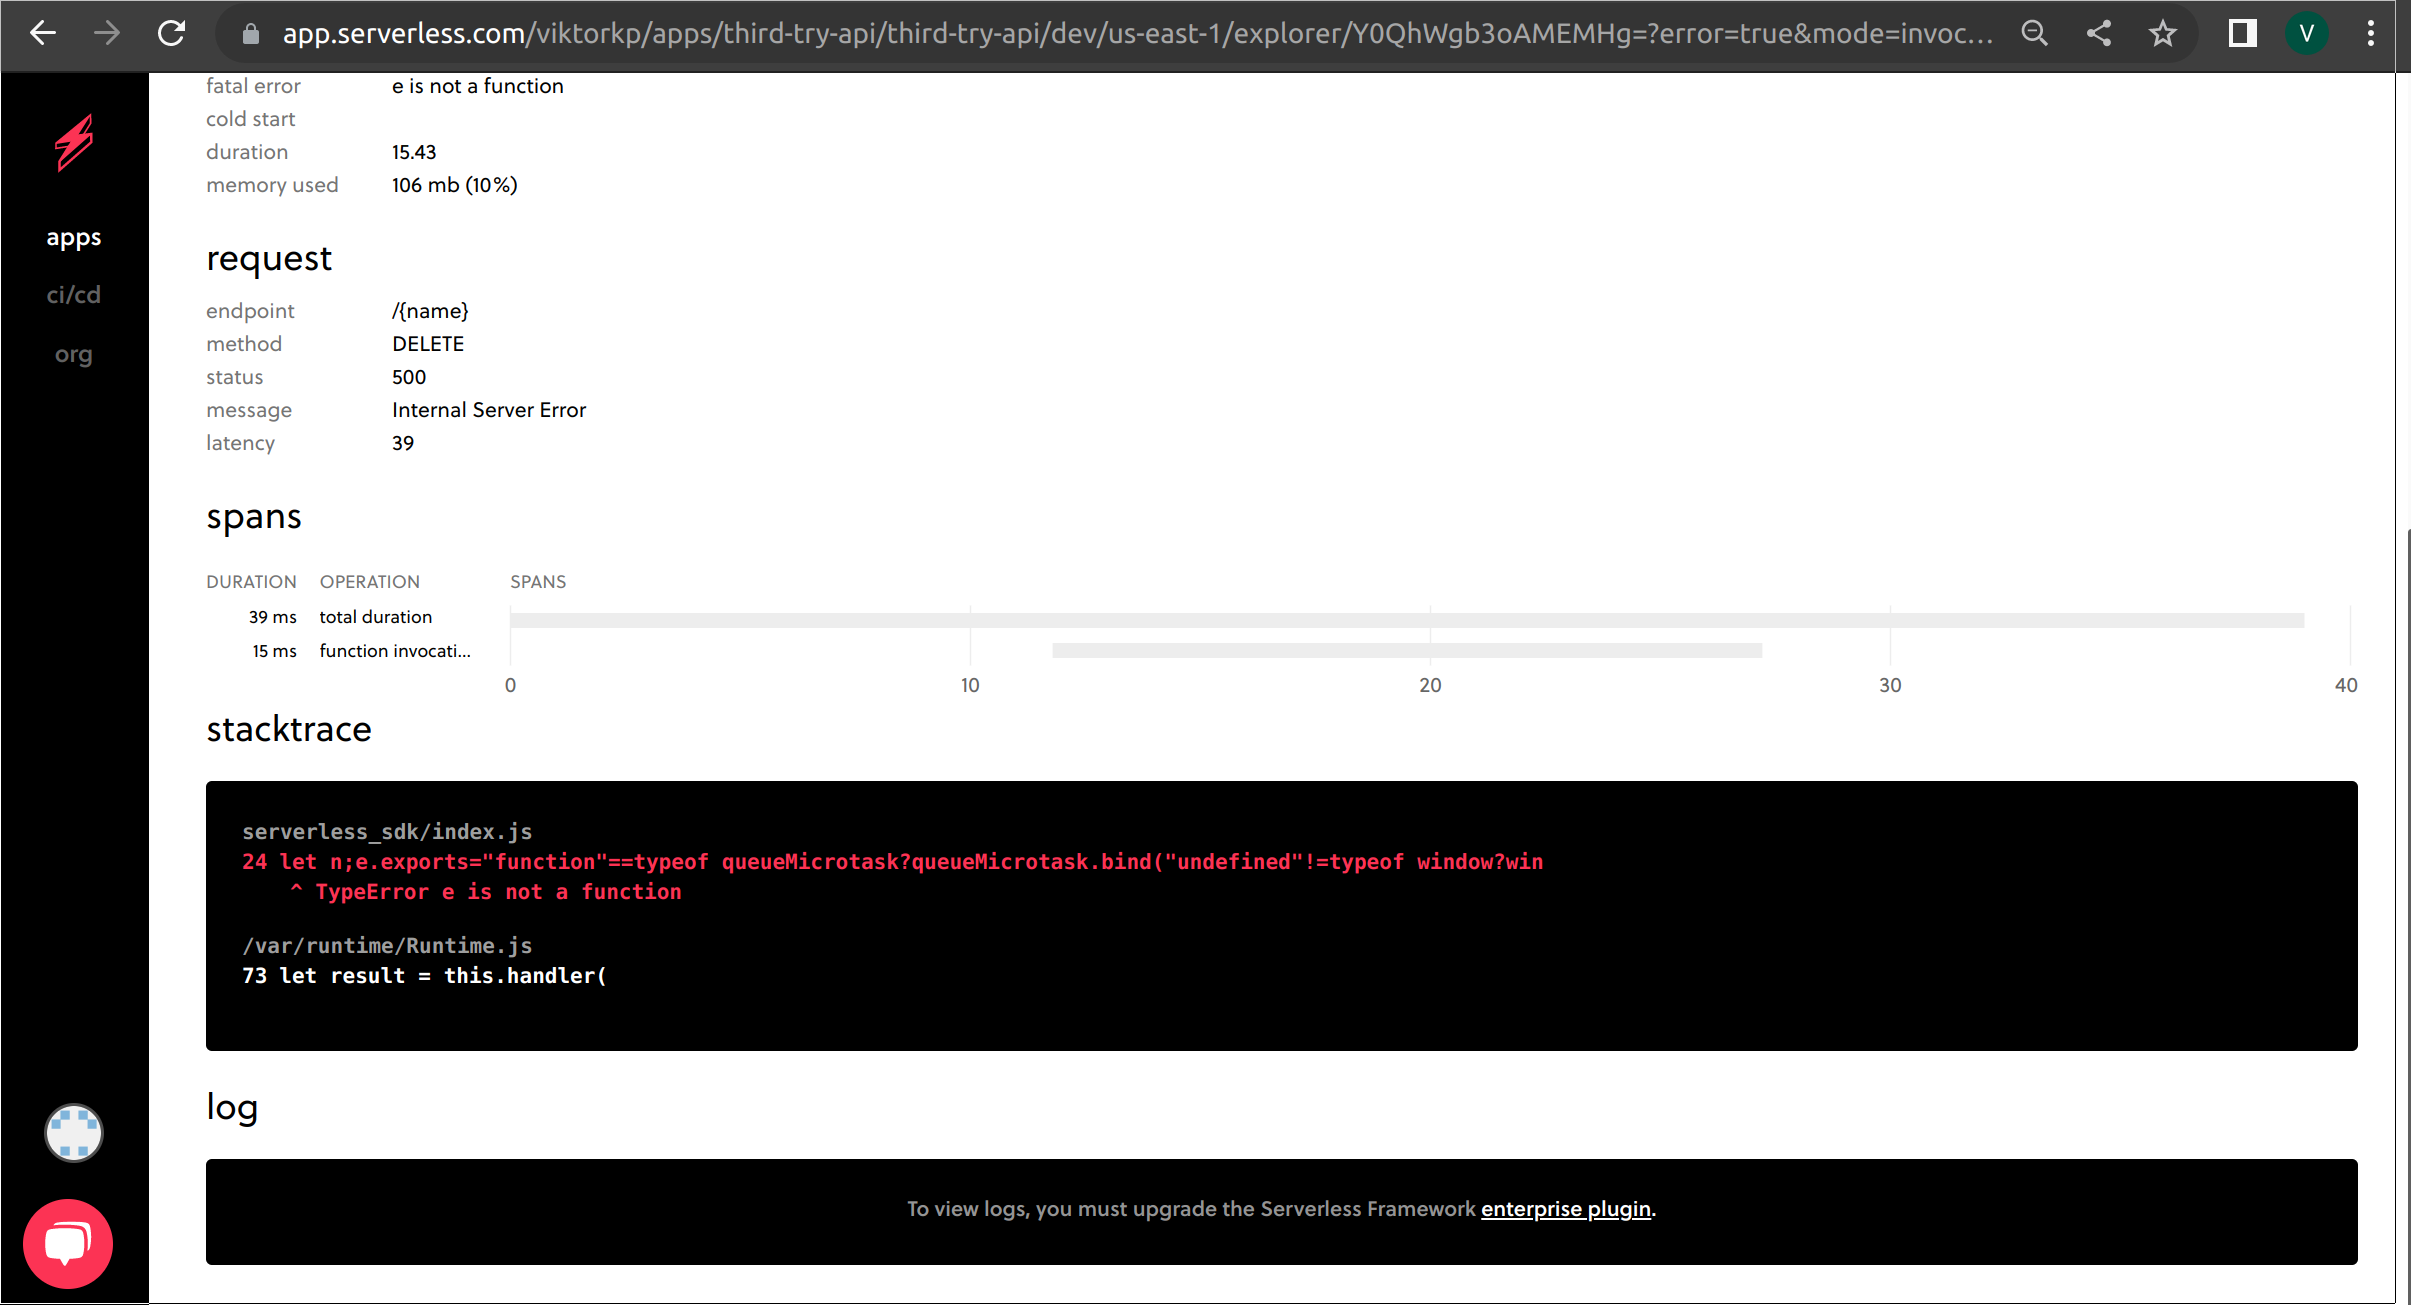 app.serverless.com/viktorkp/apps/third-try-api/third-try-api/dev/us-east-1/explorer/Y0QhWgb3oAMEMHg=?error=true&mode=invoc...
V
apps
ci/cd
org
fatal error e is not a function
cold start
duration 15.43
memory used 106 mb (10%)
request
endpoint /{name}
method DELETE
status 500
message Internal Server Error
latency 39
spans
DURATION OPERATION SPANS
39 ms total duration
15 ms function invocati...
0 10 20 30 40
stacktrace
serverless_sdk/index.js
24 let n;e.exports="function"==typeof queueMicrotask?queueMicrotask.bind("undefined"!=typeof window?win
^ TypeError e is not a function
/var/runtime/Runtime.js
73 let result = this.handler(
log
To view logs, you must upgrade the Serverless Framework enterprise plugin.